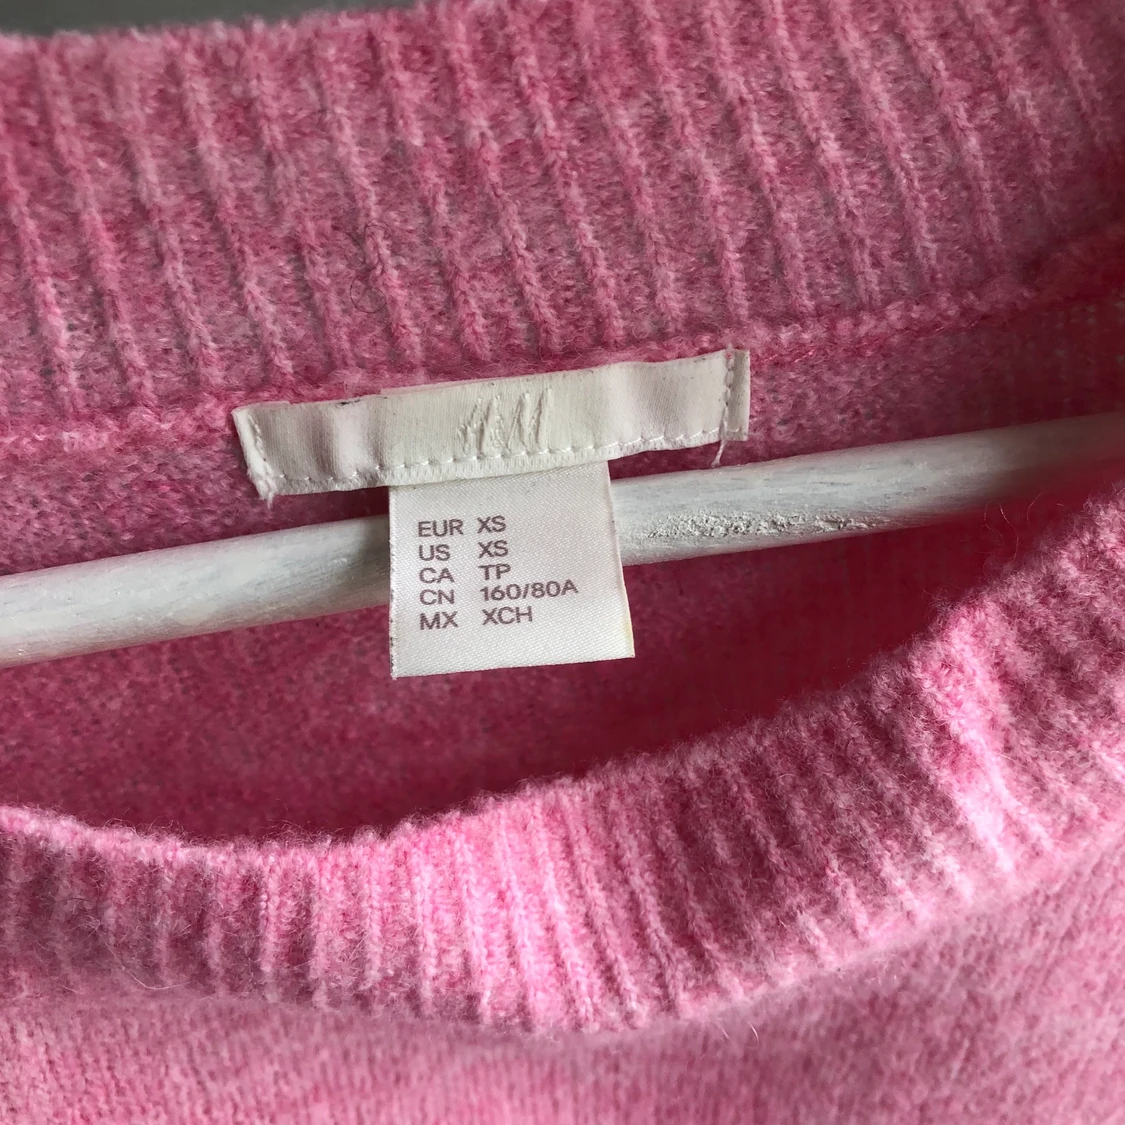 H&M
EUR XS
US XS
CA TP
CN 160/80A
MX XCH